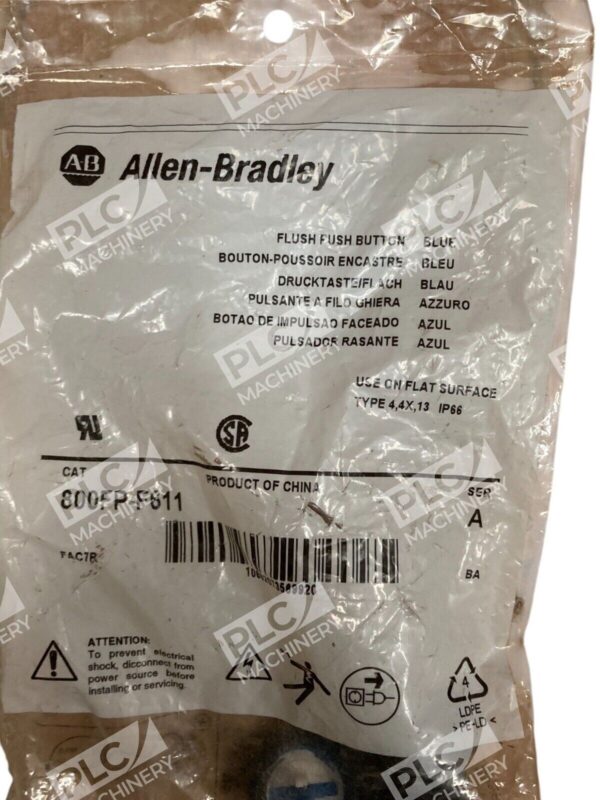 AB Allen-Bradley
FLUSH PUSH BUTTON BLUE
BOUTON-POUSSOIR ENCASTRE BLEU
DRUCKTASTE/FLACH BLAU
PULSANTE A FILO GHIERA AZZURO
BOTAO DE IMPULSAO FACEADO AZUL
PULSADOR RASANTE AZUL
USE ON FLAT SURFACE
TYPE 4,4X,13 IP66
SA
CAT
PRODUCT OF CHINA
SER
800FP-F611
A
BA
ATTENTION:
To prevent electrical
shock, disconnect from
power source before
installing or servicing.
4
LDPE
>PE-LD<
PLC MACHINERY